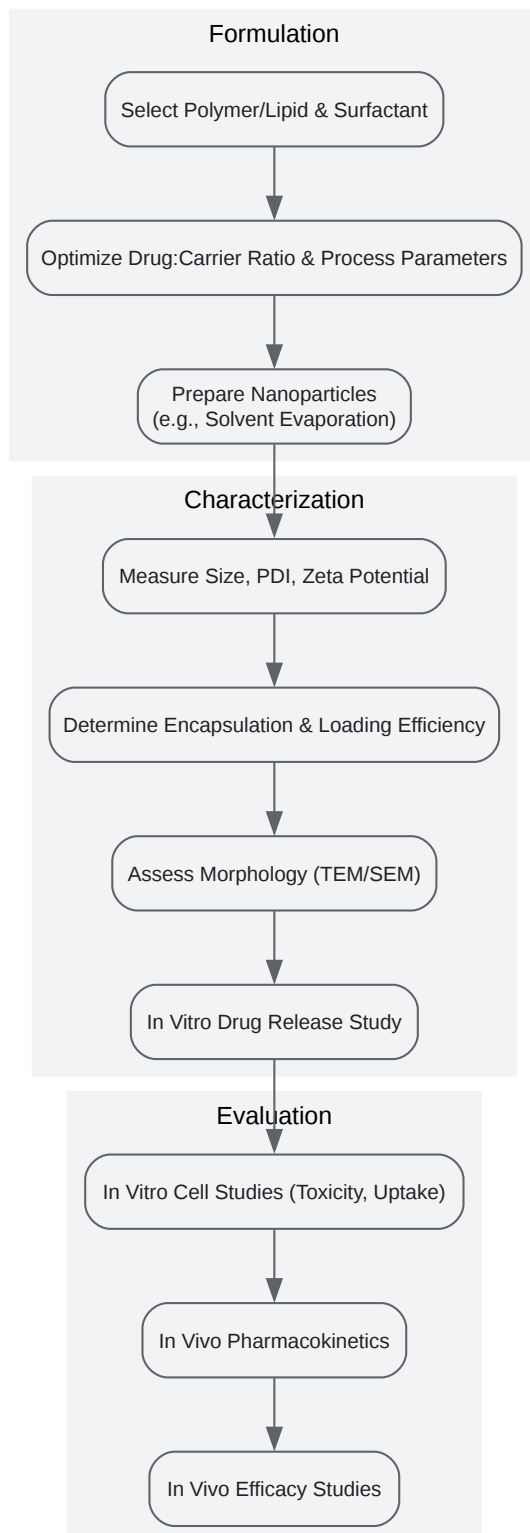 Formulation
Select Polymer/Lipid & Surfactant
Optimize Drug:Carrier Ratio & Process Parameters
Prepare Nanoparticles
(e.g., Solvent Evaporation)
Characterization
Measure Size, PDI, Zeta Potential
Determine Encapsulation & Loading Efficiency
Assess Morphology (TEM/SEM)
In Vitro Drug Release Study
Evaluation
In Vitro Cell Studies (Toxicity, Uptake)
In Vivo Pharmacokinetics
In Vivo Efficacy Studies